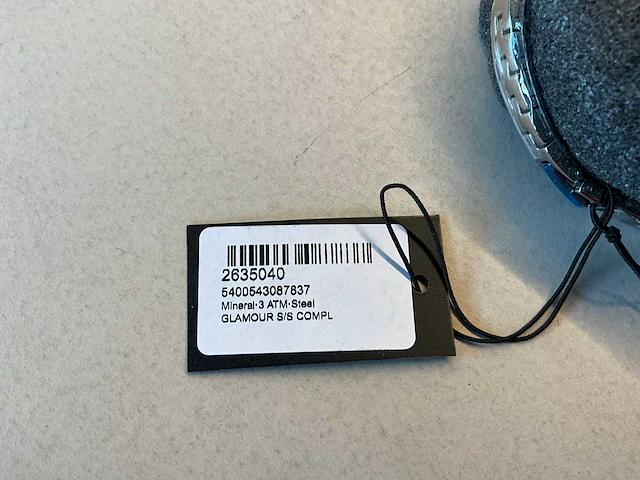 2635040
5400543087837
Mineral·3 ATM·Steel
GLAMOUR S/S COMPL